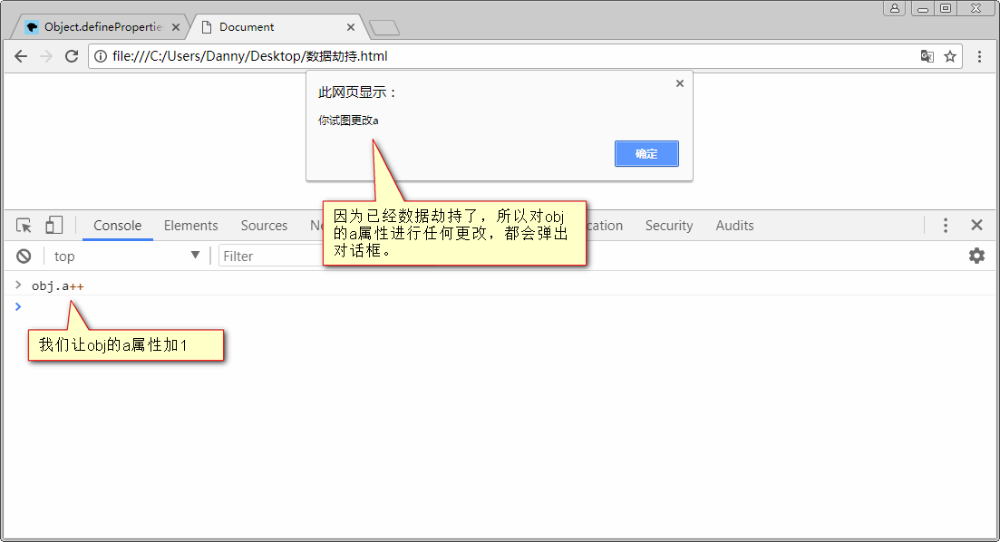 Object.definePropertie
Document
file:///C:/Users/Danny/Desktop/数据劫持.html
此网页显示：
你试图更改a
确定
因为已经数据劫持了，所以对obj
的a属性进行任何更改，都会弹出
对话框。
Console Elements Sources Ne cation Security Audits
top Filter
obj.a++
我们让obj的a属性加1